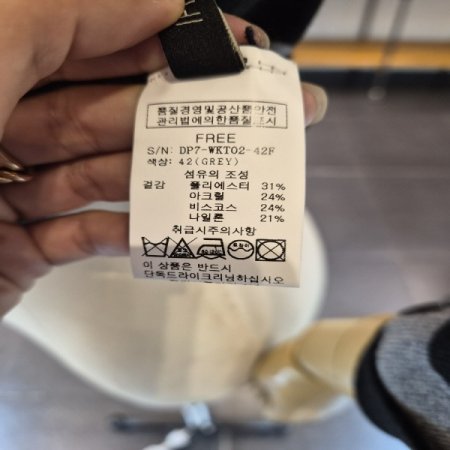 품질경영및공산품안전
관리법에의한품질표시
FREE
S/N: DP7-WKT02-42F
색상: 42(GREY)
섬유의 조성
겉감 폴리에스터 31%
아크릴 24%
비스코스 24%
나일론 21%
취급시주의사항
이 상품은 반드시
단독드라이크리닝하십시오